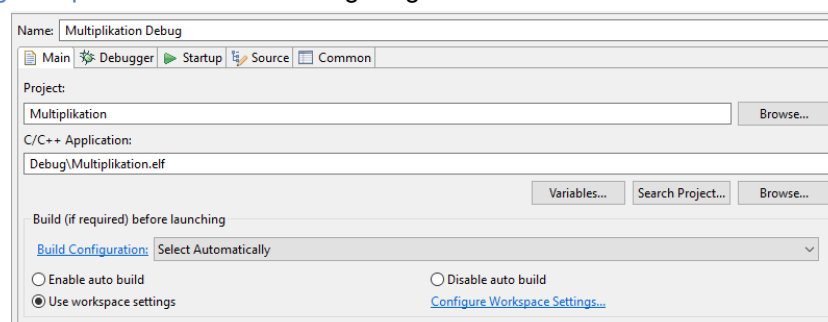 Name: Multiplikation Debug
Main Debugger Startup Source Common
Project:
Multiplikation Browse...
C/C++ Application:
Debug\Multiplikation.elf
Variables... Search Project... Browse...
Build (if required) before launching
Build Configuration: Select Automatically
Enable auto build Disable auto build
Use workspace settings Configure Workspace Settings...